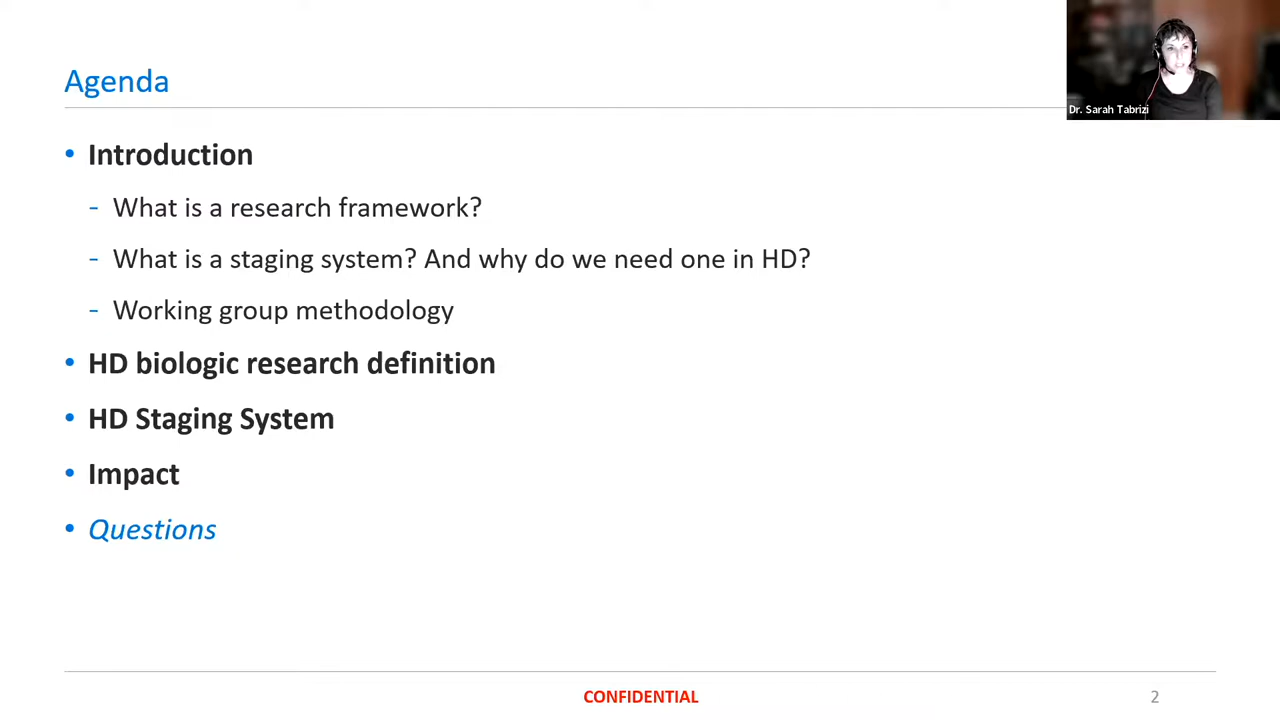 Agenda
Dr. Sarah Tabrizi
• Introduction
- What is a research framework?
- What is a staging system? And why do we need one in HD?
- Working group methodology
• HD biologic research definition
• HD Staging System
• Impact
• Questions
CONFIDENTIAL
2